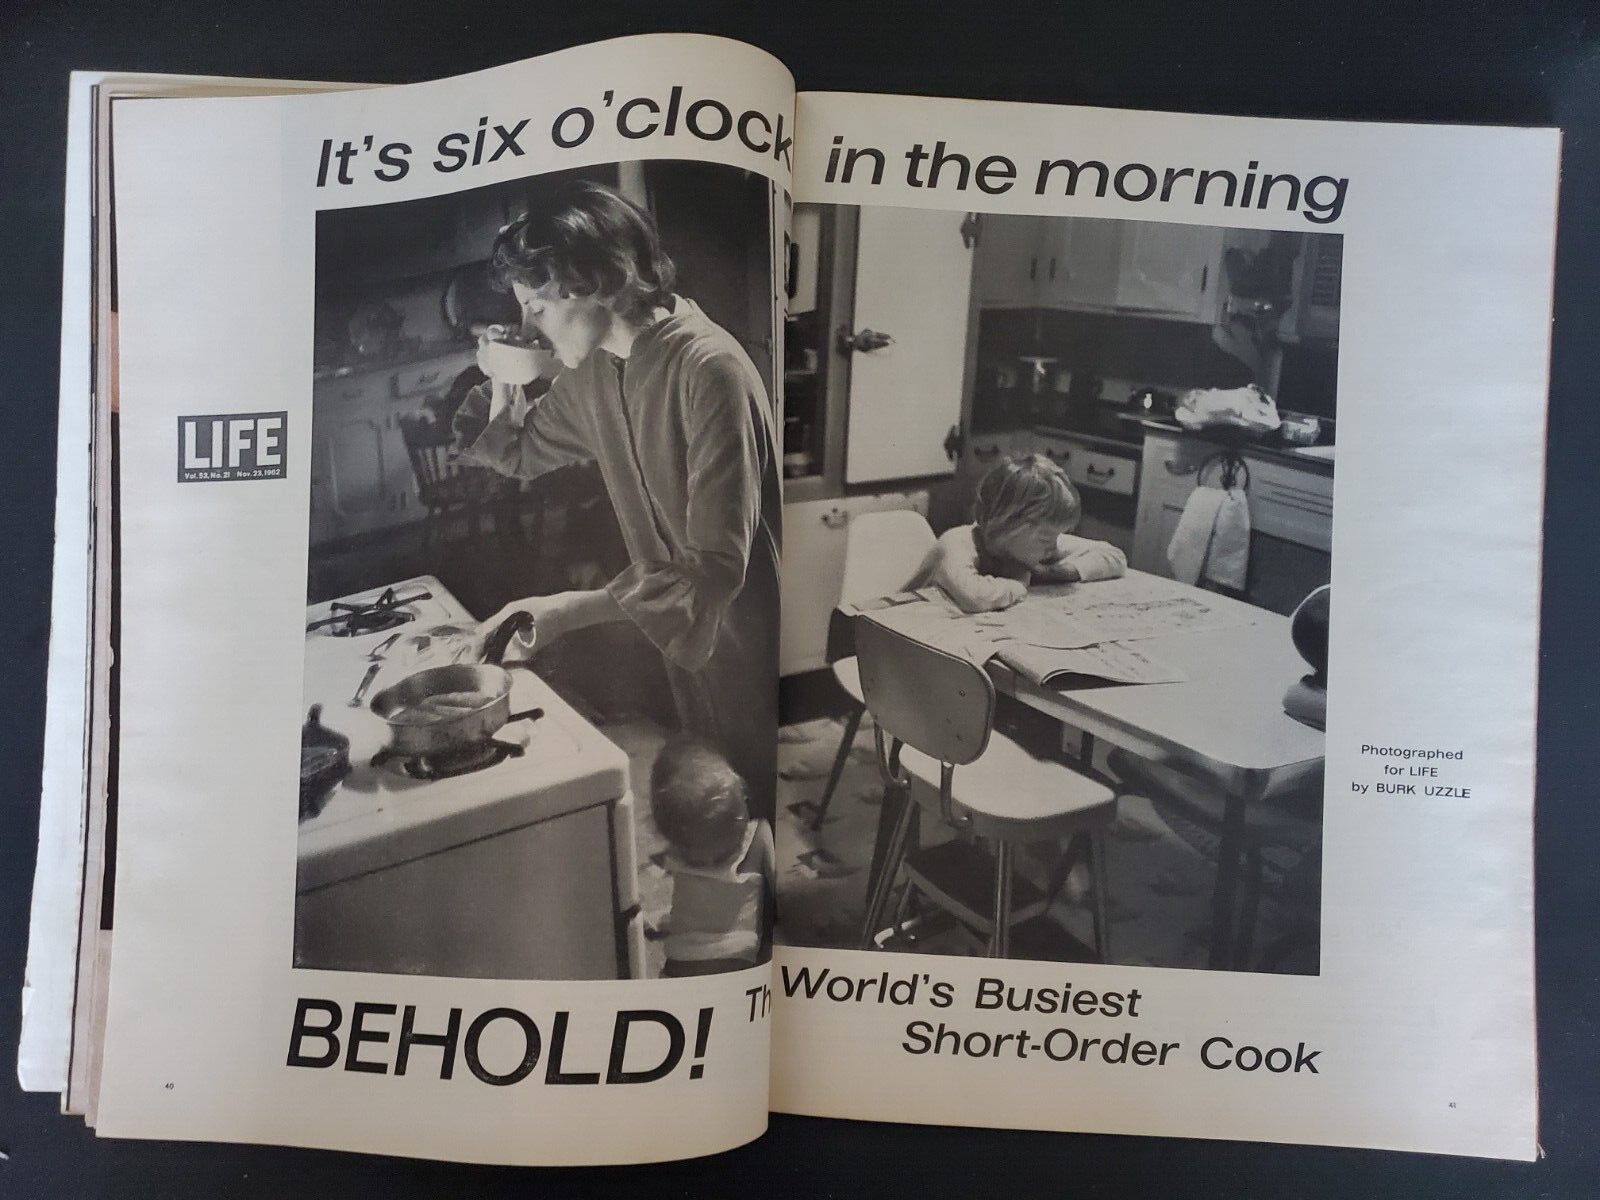 It's six o'clock in the morning
LIFE
Vol. 53, No. 21 Nov. 23, 1962
Photographed
for LIFE
by BURK UZZLE
BEHOLD! Th World's Busiest
Short-Order Cook
40
41